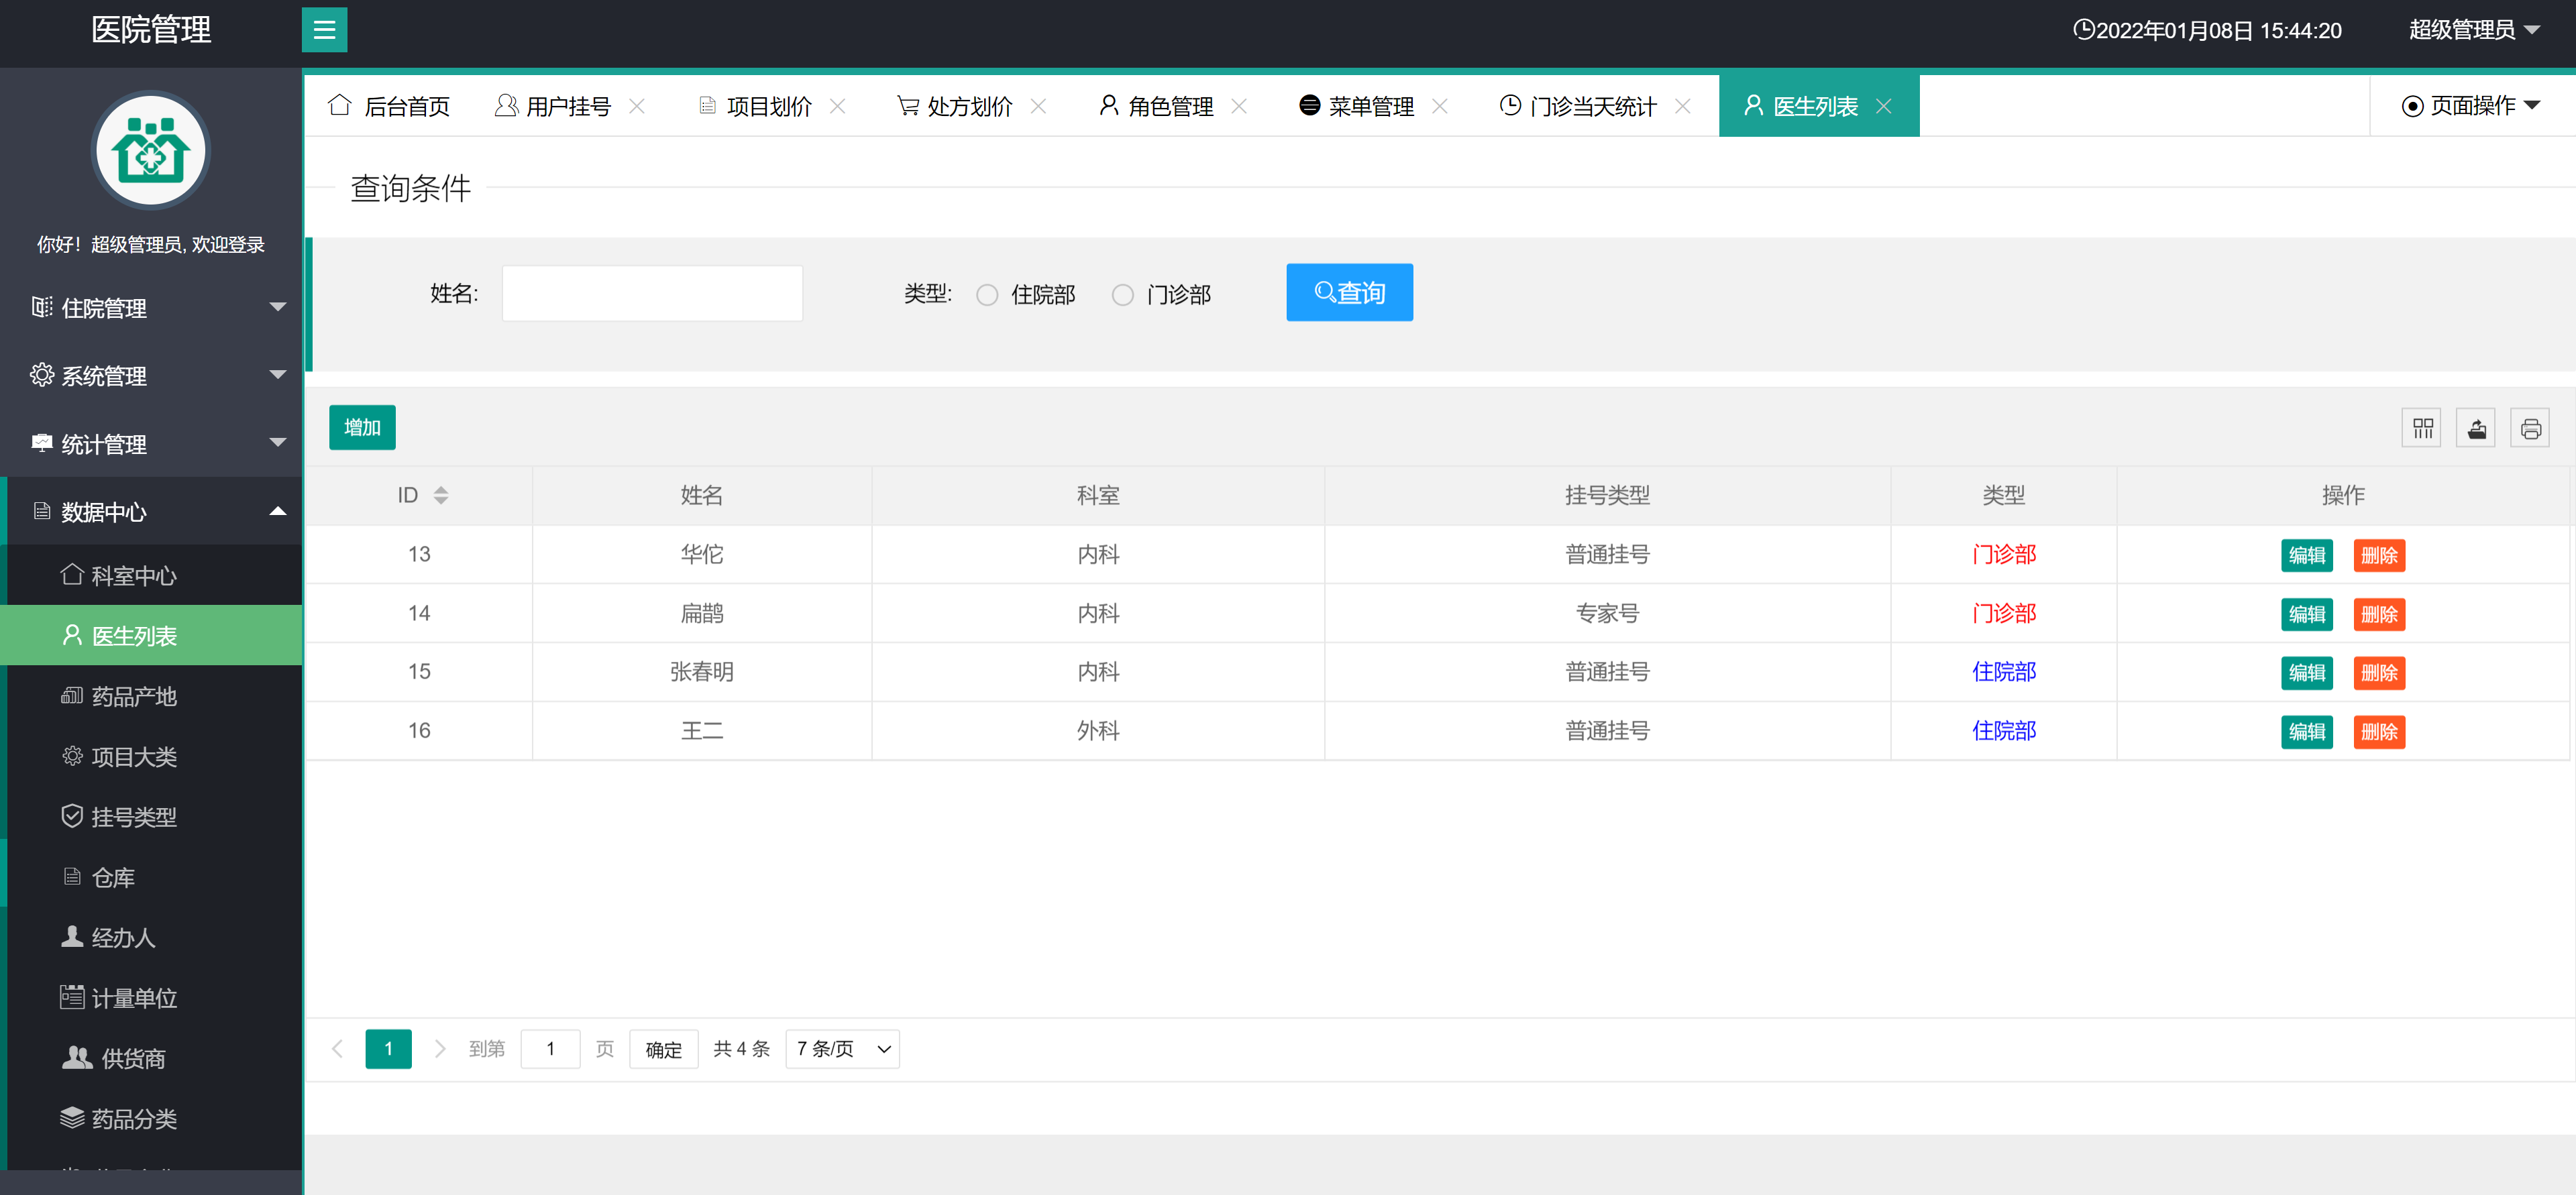 医院管理
2022年01月08日 15:44:20
超级管理员
后台首页 用户挂号 项目划价 处方划价 角色管理 菜单管理 门诊当天统计 医生列表 页面操作
你好！超级管理员, 欢迎登录
住院管理
系统管理
统计管理
数据中心
科室中心
医生列表
药品产地
项目大类
挂号类型
仓库
经办人
计量单位
供货商
药品分类
查询条件
姓名: 类型: 住院部 门诊部 查询
增加
ID 姓名 科室 挂号类型 类型 操作
13 华佗 内科 普通挂号 门诊部 编辑 删除
14 扁鹊 内科 专家号 门诊部 编辑 删除
15 张春明 内科 普通挂号 住院部 编辑 删除
16 王二 外科 普通挂号 住院部 编辑 删除
1 到第 1 页 确定 共 4 条 7 条/页